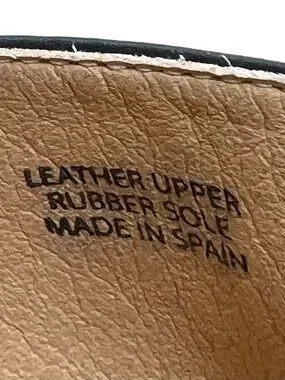 LEATHER UPPER
RUBBER SOLE
MADE IN SPAIN